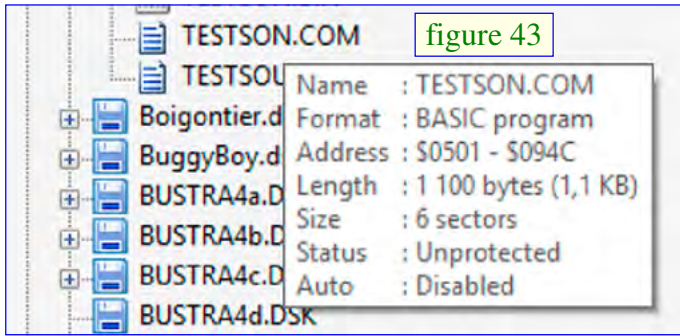 TESTSON.COM
figure 43
TESTSOU
Name : TESTSON.COM
Format : BASIC program
Address : $0501 - $094C
Length : 1 100 bytes (1,1 KB)
Size : 6 sectors
Status : Unprotected
Auto : Disabled
Boigontier.d
BuggyBoy.d
BUSTRA4a.D
BUSTRA4b.D
BUSTRA4c.D
BUSTRA4d.DSK